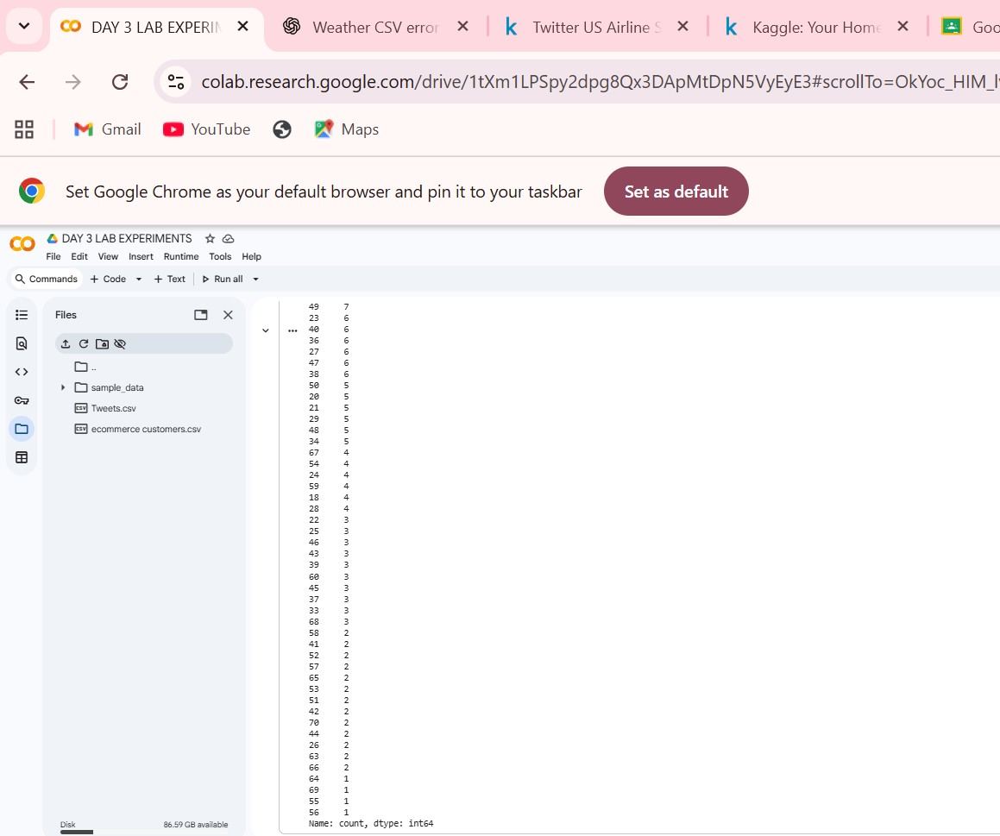 DAY 3 LAB EXPERIM
Weather CSV error
Twitter US Airline S
Kaggle: Your Home
Goo
colab.research.google.com/drive/1tXm1LPSpy2dpg8Qx3DApMtDpN5VyEyE3#scrollTo=OkYoc_HIM_
Gmail
YouTube
Maps
Set Google Chrome as your default browser and pin it to your taskbar
Set as default
DAY 3 LAB EXPERIMENTS
File Edit View Insert Runtime Tools Help
Commands + Code + Text Run all
Files
..
sample_data
Tweets.csv
ecommerce customers.csv
Disk 86.59 GB available
49 7
23 6
40 6
36 6
27 6
47 6
38 6
50 5
20 5
21 5
29 5
48 5
34 5
67 4
54 4
24 4
59 4
18 4
28 4
22 3
25 3
46 3
43 3
39 3
60 3
45 3
37 3
33 3
68 3
58 2
41 2
52 2
57 2
65 2
53 2
51 2
42 2
70 2
44 2
26 2
63 2
66 2
64 1
69 1
55 1
56 1
Name: count, dtype: int64